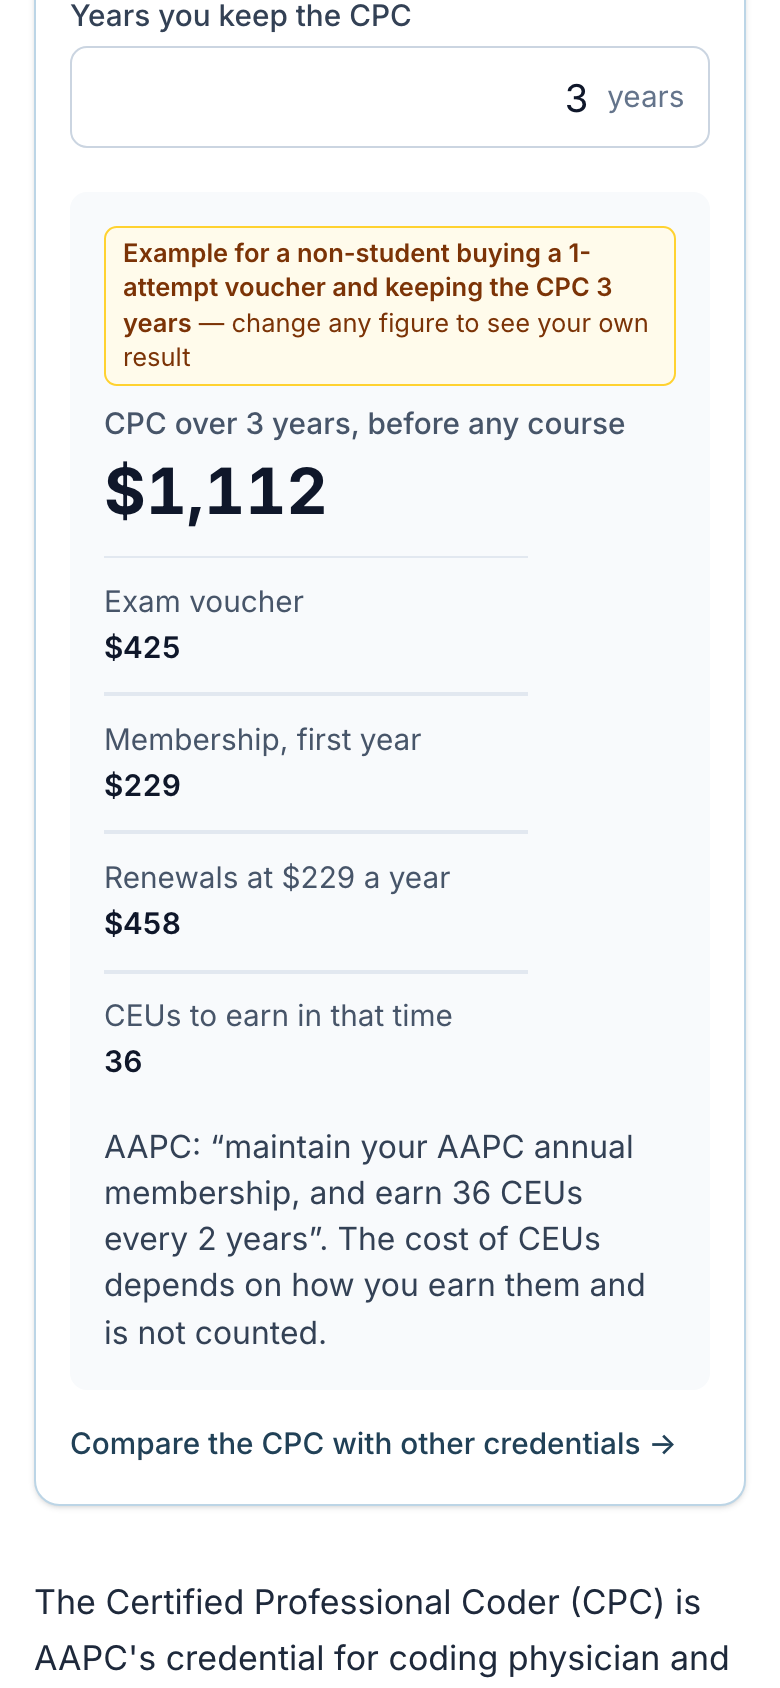 Years you keep the CPC
3 years
Example for a non-student buying a 1-
attempt voucher and keeping the CPC 3
years — change any figure to see your own
result
CPC over 3 years, before any course
$1,112
Exam voucher
$425
Membership, first year
$229
Renewals at $229 a year
$458
CEUs to earn in that time
36
AAPC: “maintain your AAPC annual
membership, and earn 36 CEUs
every 2 years”. The cost of CEUs
depends on how you earn them and
is not counted.
Compare the CPC with other credentials →
The Certified Professional Coder (CPC) is
AAPC's credential for coding physician and